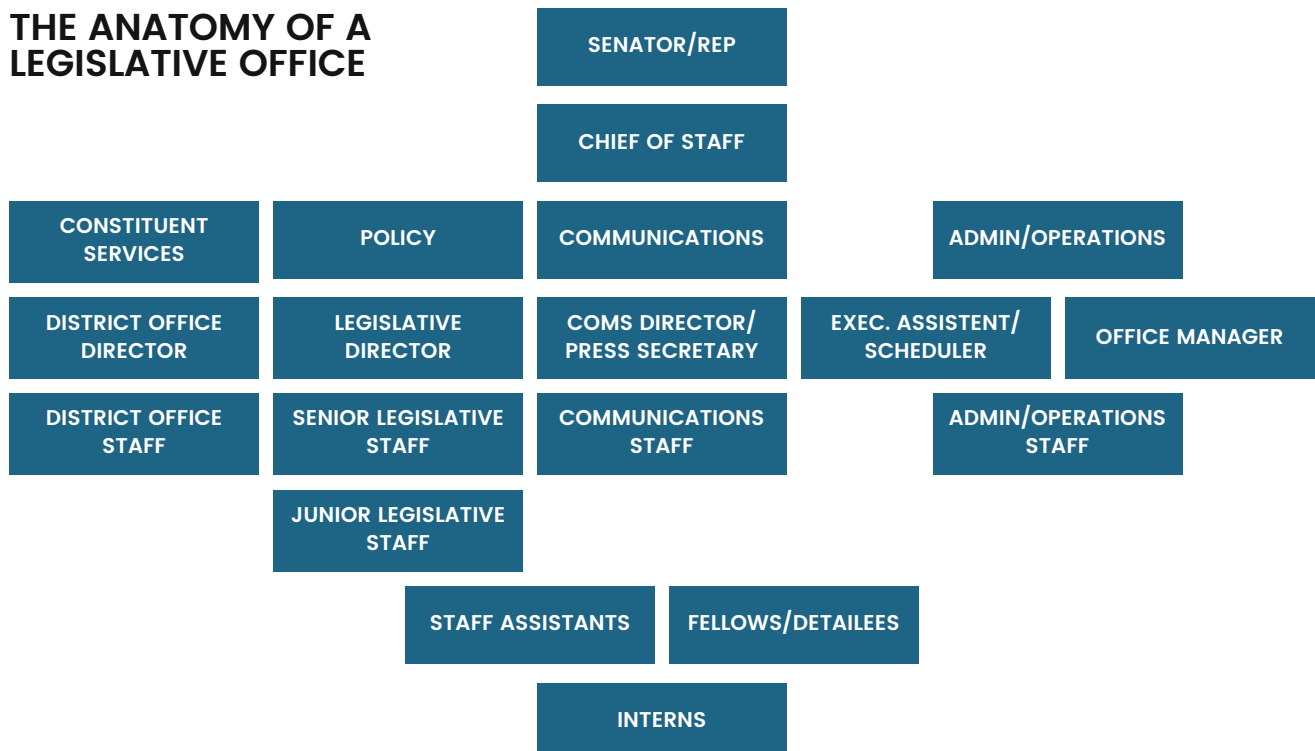 THE ANATOMY OF A
LEGISLATIVE OFFICE
SENATOR/REP
CHIEF OF STAFF
CONSTITUENT
SERVICES
POLICY
COMMUNICATIONS
ADMIN/OPERATIONS
DISTRICT OFFICE
DIRECTOR
LEGISLATIVE
DIRECTOR
COMS DIRECTOR/
PRESS SECRETARY
EXEC. ASSISTENT/
SCHEDULER
OFFICE MANAGER
DISTRICT OFFICE
STAFF
SENIOR LEGISLATIVE
STAFF
COMMUNICATIONS
STAFF
ADMIN/OPERATIONS
STAFF
JUNIOR LEGISLATIVE
STAFF
STAFF ASSISTANTS
FELLOWS/DETAILEES
INTERNS